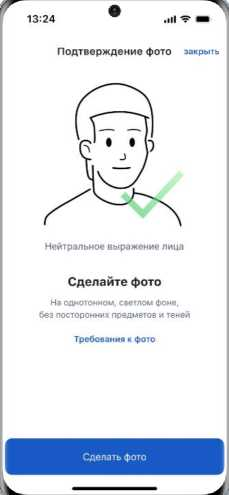 13:24
Подтверждение фото закрыть
Нейтральное выражение лица
Сделайте фото
На однотонном, светлом фоне,
без посторонних предметов и теней
Требования к фото
Сделать фото